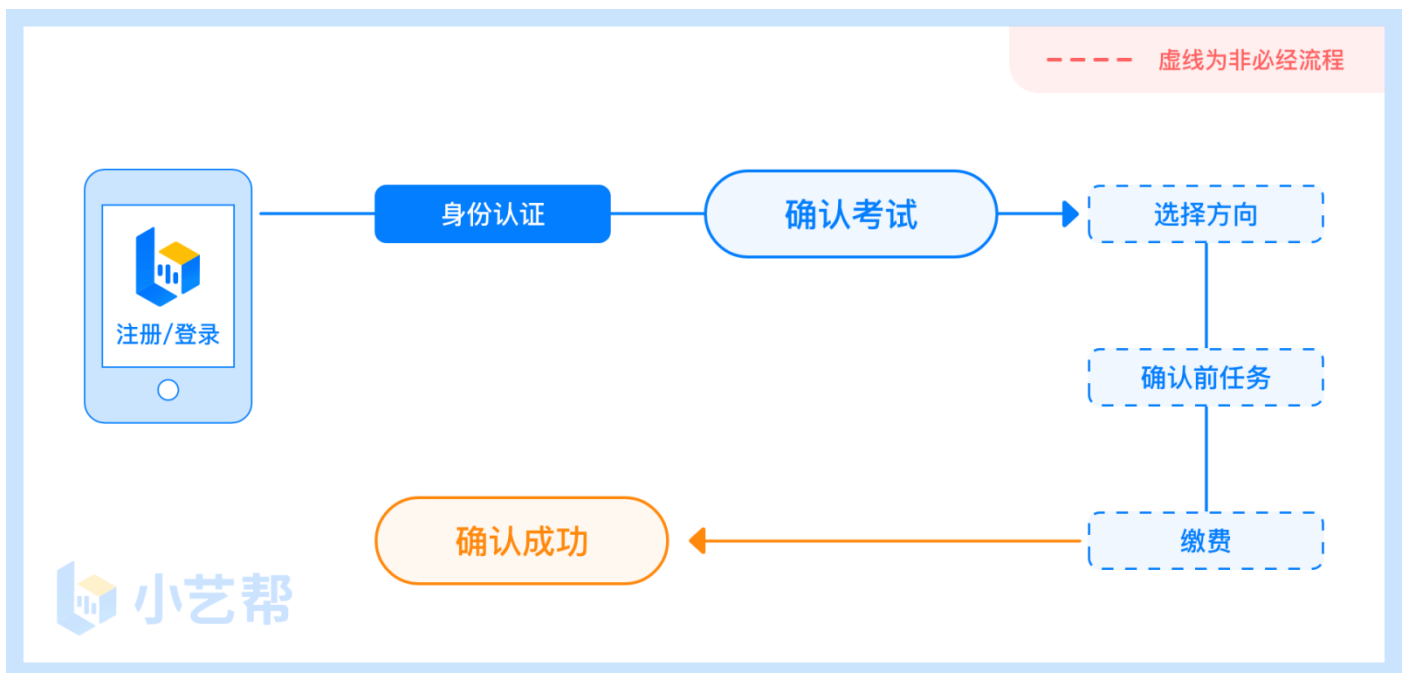 虚线为非必经流程
身份认证
确认考试
选择方向
注册/登录
确认前任务
确认成功
缴费
小艺帮